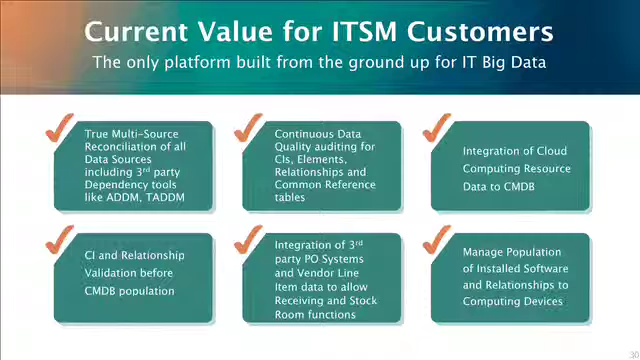 Current Value for ITSM Customers
The only platform built from the ground up for IT Big Data
True Multi-Source
Reconciliation of all
Data Sources
including 3rd party
Dependency tools
like ADDM, TADDM
Continuous Data
Quality auditing for
CIs, Elements,
Relationships and
Common Reference
tables
Integration of Cloud
Computing Resource
Data to CMDB
CI and Relationship
Validation before
CMDB population
Integration of 3rd
party PO Systems
and Vendor Line
Item data to allow
Receiving and Stock
Room functions
Manage Population
of Installed Software
and Relationships to
Computing Devices
30